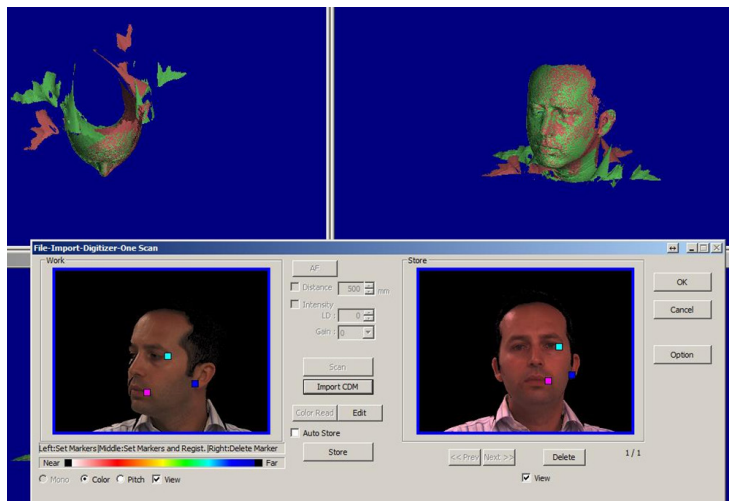 File-Import-Digitizer-One Scan
Work
AF
Distance 500 mm
Intensity
LD : 0
Gain : 0
Scan
Import CDM
Color Read Edit
Auto Store
Store
Left:Set Markers|Middle:Set Markers and Regist. |Right:Delete Marker
Near Far
Mono Color Pitch View
Store
<< Prev Next >> Delete 1 / 1
View
OK
Cancel
Option